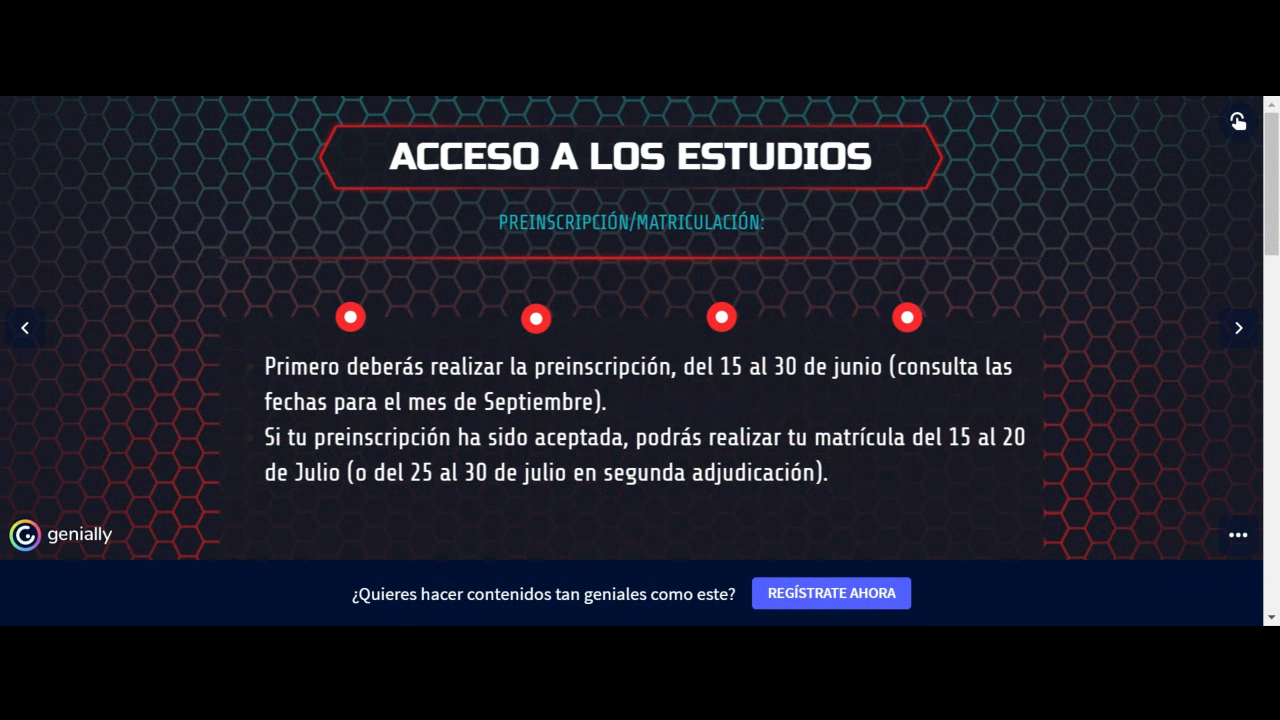 ACCESO A LOS ESTUDIOS
PREINSCRIPCIÓN/MATRICULACIÓN:
Primero deberás realizar la preinscripción, del 15 al 30 de junio (consulta las
fechas para el mes de Septiembre).
Si tu preinscripción ha sido aceptada, podrás realizar tu matrícula del 15 al 20
de Julio (o del 25 al 30 de julio en segunda adjudicación).
genially
¿Quieres hacer contenidos tan geniales como este? REGÍSTRATE AHORA